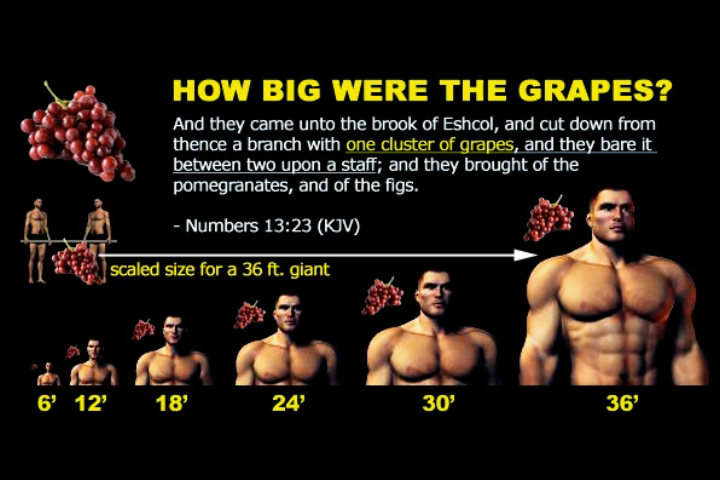 HOW BIG WERE THE GRAPES?
And they came unto the brook of Eshcol, and cut down from
thence a branch with one cluster of grapes, and they bare it
between two upon a staff; and they brought of the
pomegranates, and of the figs.
- Numbers 13:23 (KJV)
scaled size for a 36 ft. giant
6’ 12’ 18’ 24’ 30’ 36’